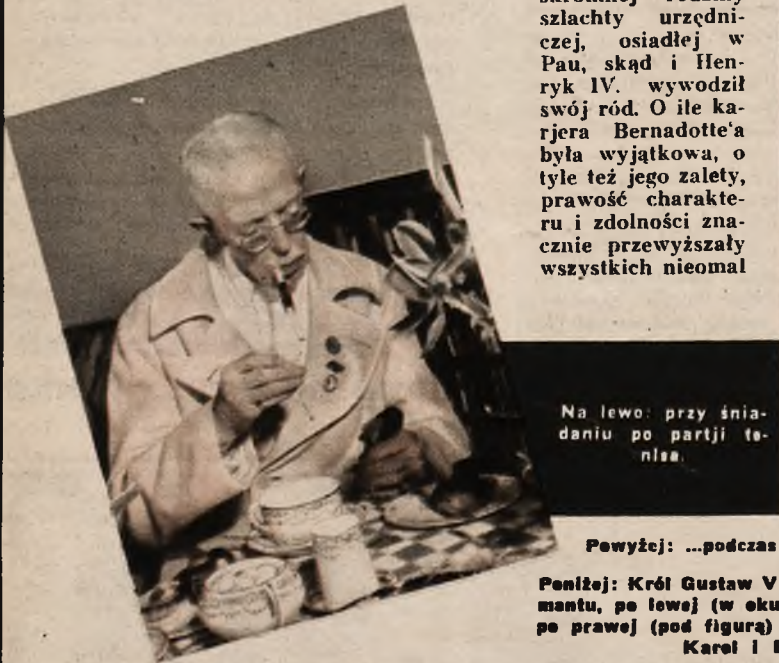 szlachty urzędni-
czej, osiadłej w
Pau, skąd i Hen-
ryk IV. wywodził
swój ród. O ile ka-
rjera Bernadotte'a
była wyjątkowa, o
tyle też jego zalety,
prawość charakte-
ru i zdolności zna-
cznie przewyższały
wszystkich nieomal
Na lewo: przy śnia-
daniu po partji te-
nisa.
Powyżej: ...podczas
Poniżej: Król Gustaw V
mantu, po lewej (w oku
po prawej (pod figurą)
Karol i